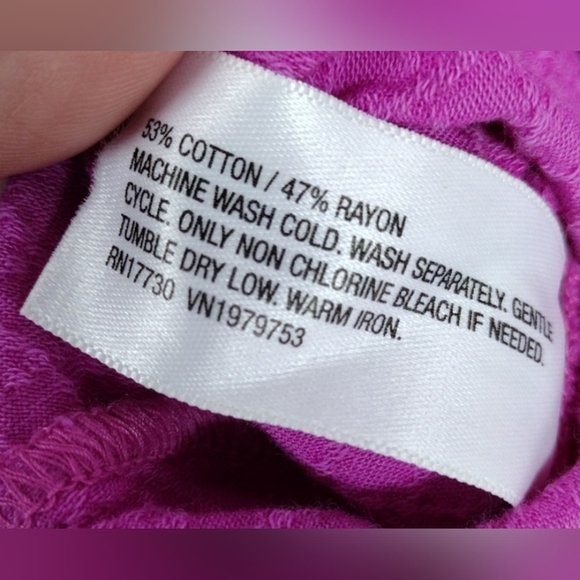 53% COTTON / 47% RAYON
MACHINE WASH COLD. WASH SEPARATELY. GENTLE
CYCLE. ONLY NON CHLORINE BLEACH IF NEEDED.
TUMBLE DRY LOW. WARM IRON.
RN17730 VN1979753